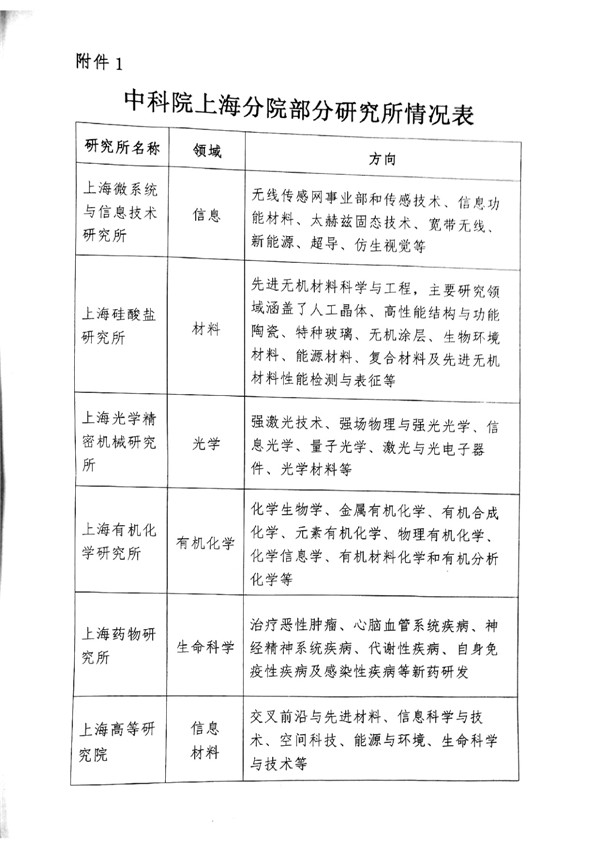 附件 1
中科院上海分院部分研究所情况表
研究所名称 领域 方向
上海微系统
与信息技术
研究所
信息
无线传感网事业部和传感技术、信息功
能材料、太赫兹固态技术、宽带无线、
新能源、超导、仿生视觉等
上海硅酸盐
研究所
材料
先进无机材料科学与工程，主要研究领
域涵盖了人工晶体、高性能结构与功能
陶瓷、特种玻璃、无机涂层、生物环境
材料、能源材料、复合材料及先进无机
材料性能检测与表征等
上海光学精
密机械研究
所
光学
强激光技术、强场物理与强光光学、信
息光学、量子光学、激光与光电子器
件、光学材料等
上海有机化
学研究所
有机化学
化学生物学、金属有机化学、有机合成
化学、元素有机化学、物理有机化学、
化学信息学、有机材料化学和有机分析
化学等
上海药物研
究所
生命科学
治疗恶性肿瘤、心脑血管系统疾病、神
经精神系统疾病、代谢性疾病、自身免
疫性疾病及感染性疾病等新药研发
上海高等研
究院
信息
材料
交叉前沿与先进材料、信息科学与技
术、空间科技、能源与环境、生命科学
与技术等